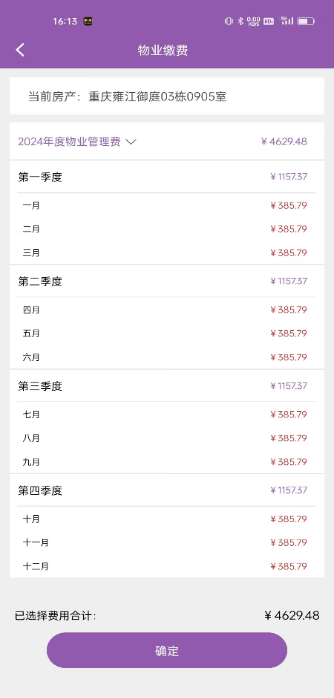 16:13
物业缴费
当前房产：重庆雍江御庭03栋0905室
2024年度物业管理费 ¥4629.48
第一季度 ¥1157.37
一月 ¥385.79
二月 ¥385.79
三月 ¥385.79
第二季度 ¥1157.37
四月 ¥385.79
五月 ¥385.79
六月 ¥385.79
第三季度 ¥1157.37
七月 ¥385.79
八月 ¥385.79
九月 ¥385.79
第四季度 ¥1157.37
十月 ¥385.79
十一月 ¥385.79
十二月 ¥385.79
已选择费用合计： ¥4629.48
确定